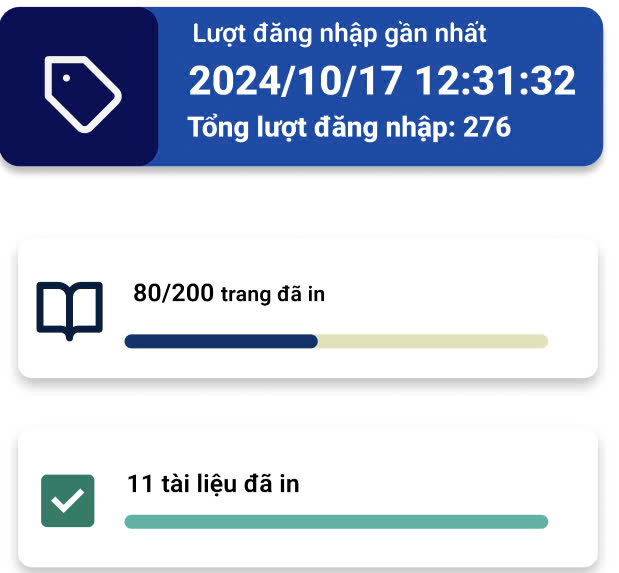 Lượt đăng nhập gần nhất
2024/10/17 12:31:32
Tổng lượt đăng nhập: 276
80/200 trang đã in
11 tài liệu đã in